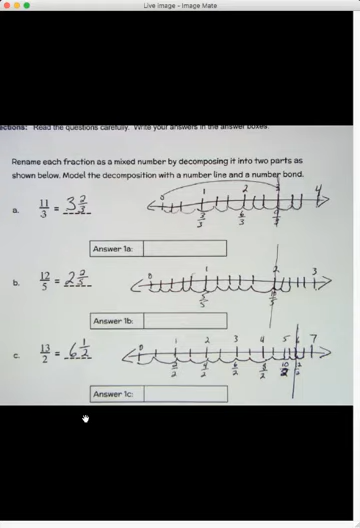 Live Image - Image Mate
Directions: Read the questions carefully. Write your answers in the answer boxes.
Rename each fraction as a mixed number by decomposing it into two parts as
shown below. Model the decomposition with a number line and a number bond.
a. 11/3 = 3 2/3
0 1 2 3 4
3/3 6/3 9/3
Answer 1a:
b. 12/5 = 2 2/5
0 1 2 3
5/5 10/5
Answer 1b:
c. 13/2 = 6 1/2
0 1 2 3 4 5 6 7
2/2 4/2 6/2 8/2 10/2 12/2
Answer 1c: